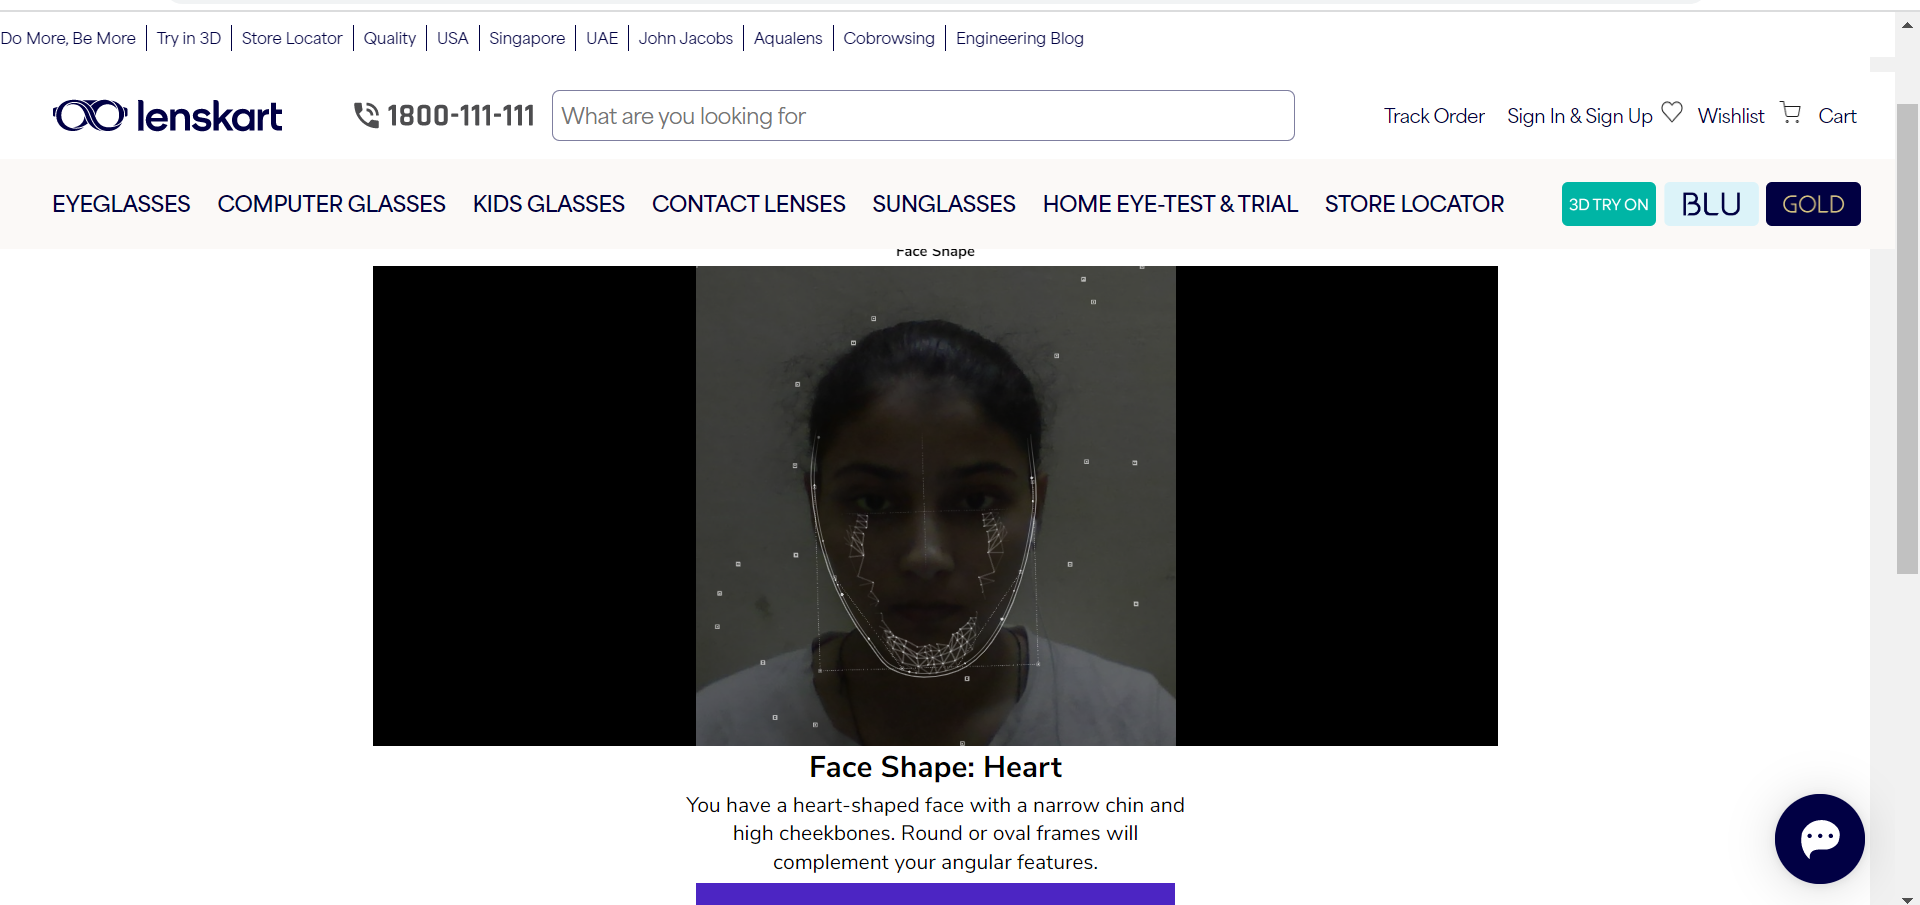 Do More, Be More Try in 3D Store Locator Quality USA Singapore UAE John Jacobs Aqualens Cobrowsing Engineering Blog
lenskart 1800-111-111 What are you looking for Track Order Sign In & Sign Up Wishlist Cart
EYEGLASSES COMPUTER GLASSES KIDS GLASSES CONTACT LENSES SUNGLASSES HOME EYE-TEST & TRIAL STORE LOCATOR 3D TRY ON BLU GOLD
Face Shape
Face Shape: Heart
You have a heart-shaped face with a narrow chin and
high cheekbones. Round or oval frames will
complement your angular features.